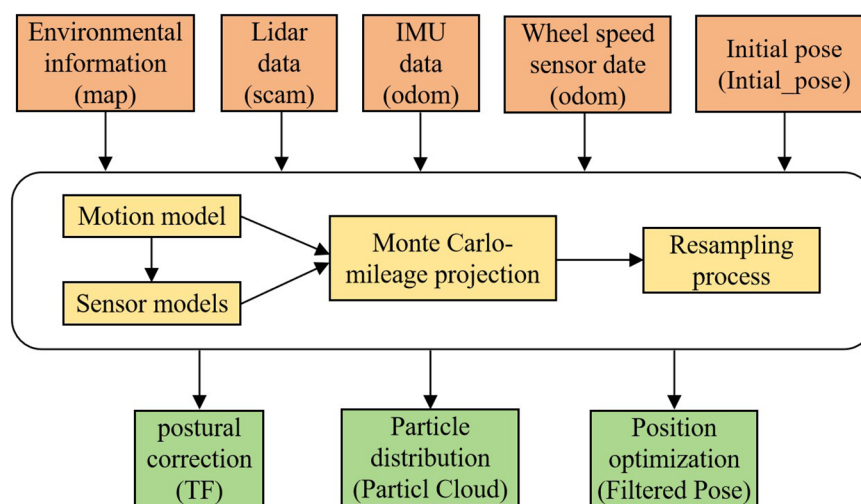 Environmental
information
(map)
Lidar
data
(scam)
IMU
data
(odom)
Wheel speed
sensor date
(odom)
Initial pose
(Intial_pose)
Motion model
Sensor models
Monte Carlo-
mileage projection
Resampling
process
postural
correction
(TF)
Particle
distribution
(Particl Cloud)
Position
optimization
(Filtered Pose)